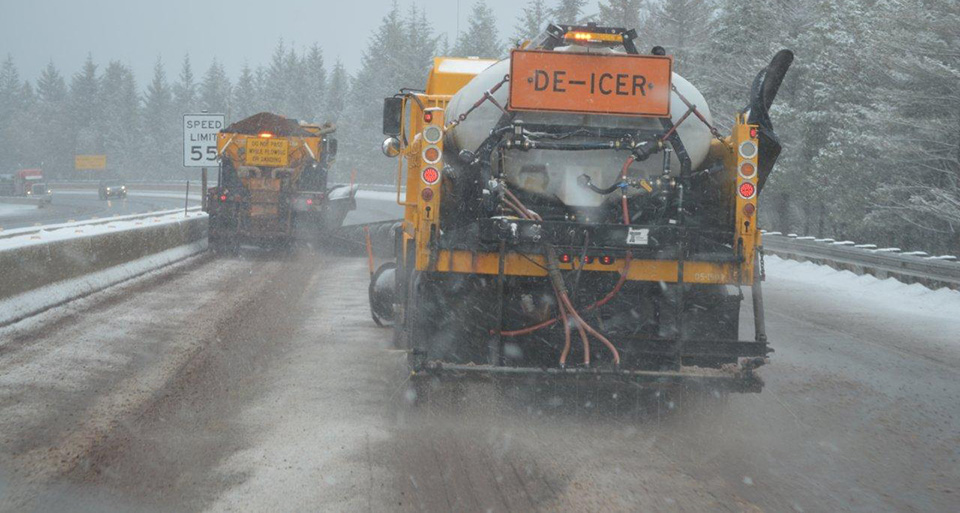 DE-ICER
SPEED
LIMIT
55
DO NOT PASS
WHILE PLOWING
OR SANDING